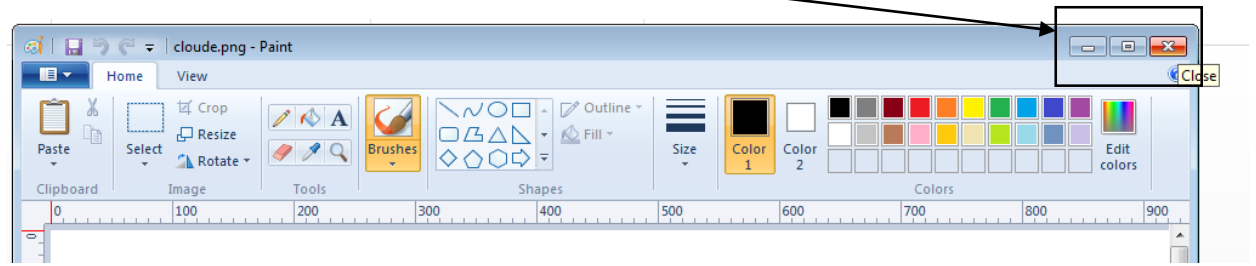 cloude.png - Paint
Home View
Close
Paste
Select
Crop
Resize
Rotate
A
Brushes
Outline
Fill
Size
Color 1
Color 2
Edit colors
Clipboard Image Tools Shapes Colors
0 100 200 300 400 500 600 700 800 900